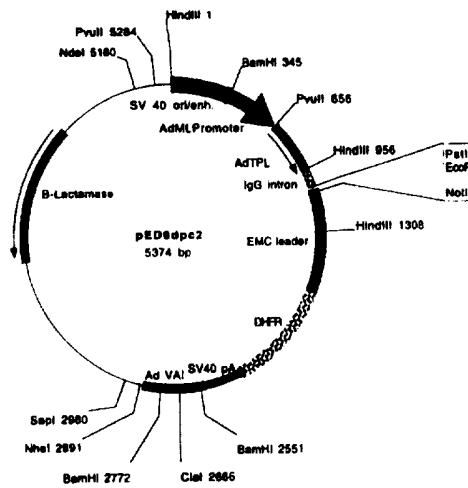 HindIII 1
PvuII 5284
NdeI 5180
BamHI 345
PvuII 656
SV 40 ori/enh.
AdMLPromoter
HindIII 956
AdTPL
PstI
EcoR
IgG intron
NotI
B-Lactamase
HindIII 1308
EMC leader
pED6dpc2
5374 bp
DHFR
SV40 pA
Ad VAI
SapI 2980
NheI 2891
BamHI 2551
BamHI 2772
ClaI 2666